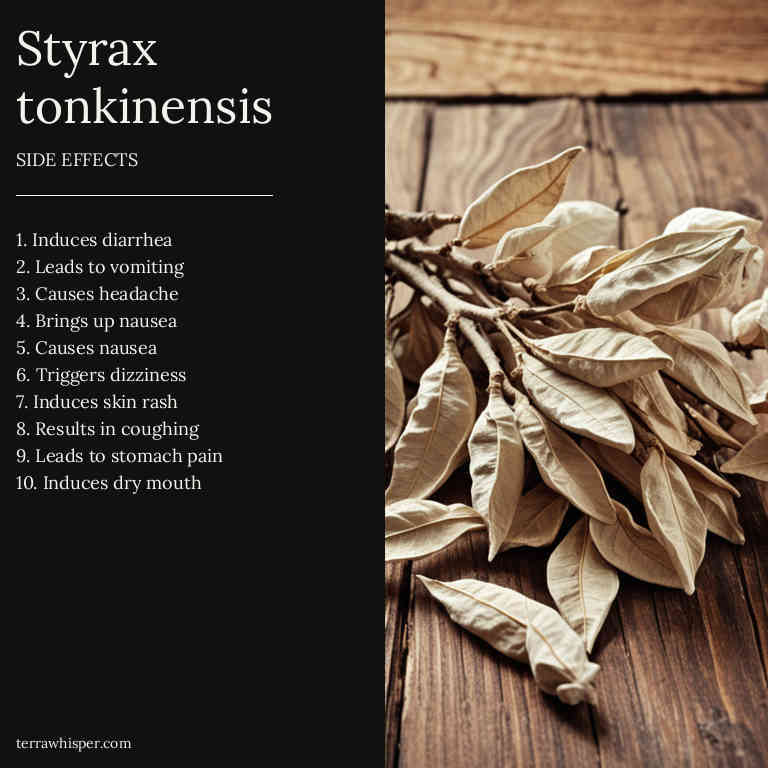 Styrax
tonkinensis
SIDE EFFECTS
1. Induces diarrhea
2. Leads to vomiting
3. Causes headache
4. Brings up nausea
5. Causes nausea
6. Triggers dizziness
7. Induces skin rash
8. Results in coughing
9. Leads to stomach pain
10. Induces dry mouth
terrawhisper.com